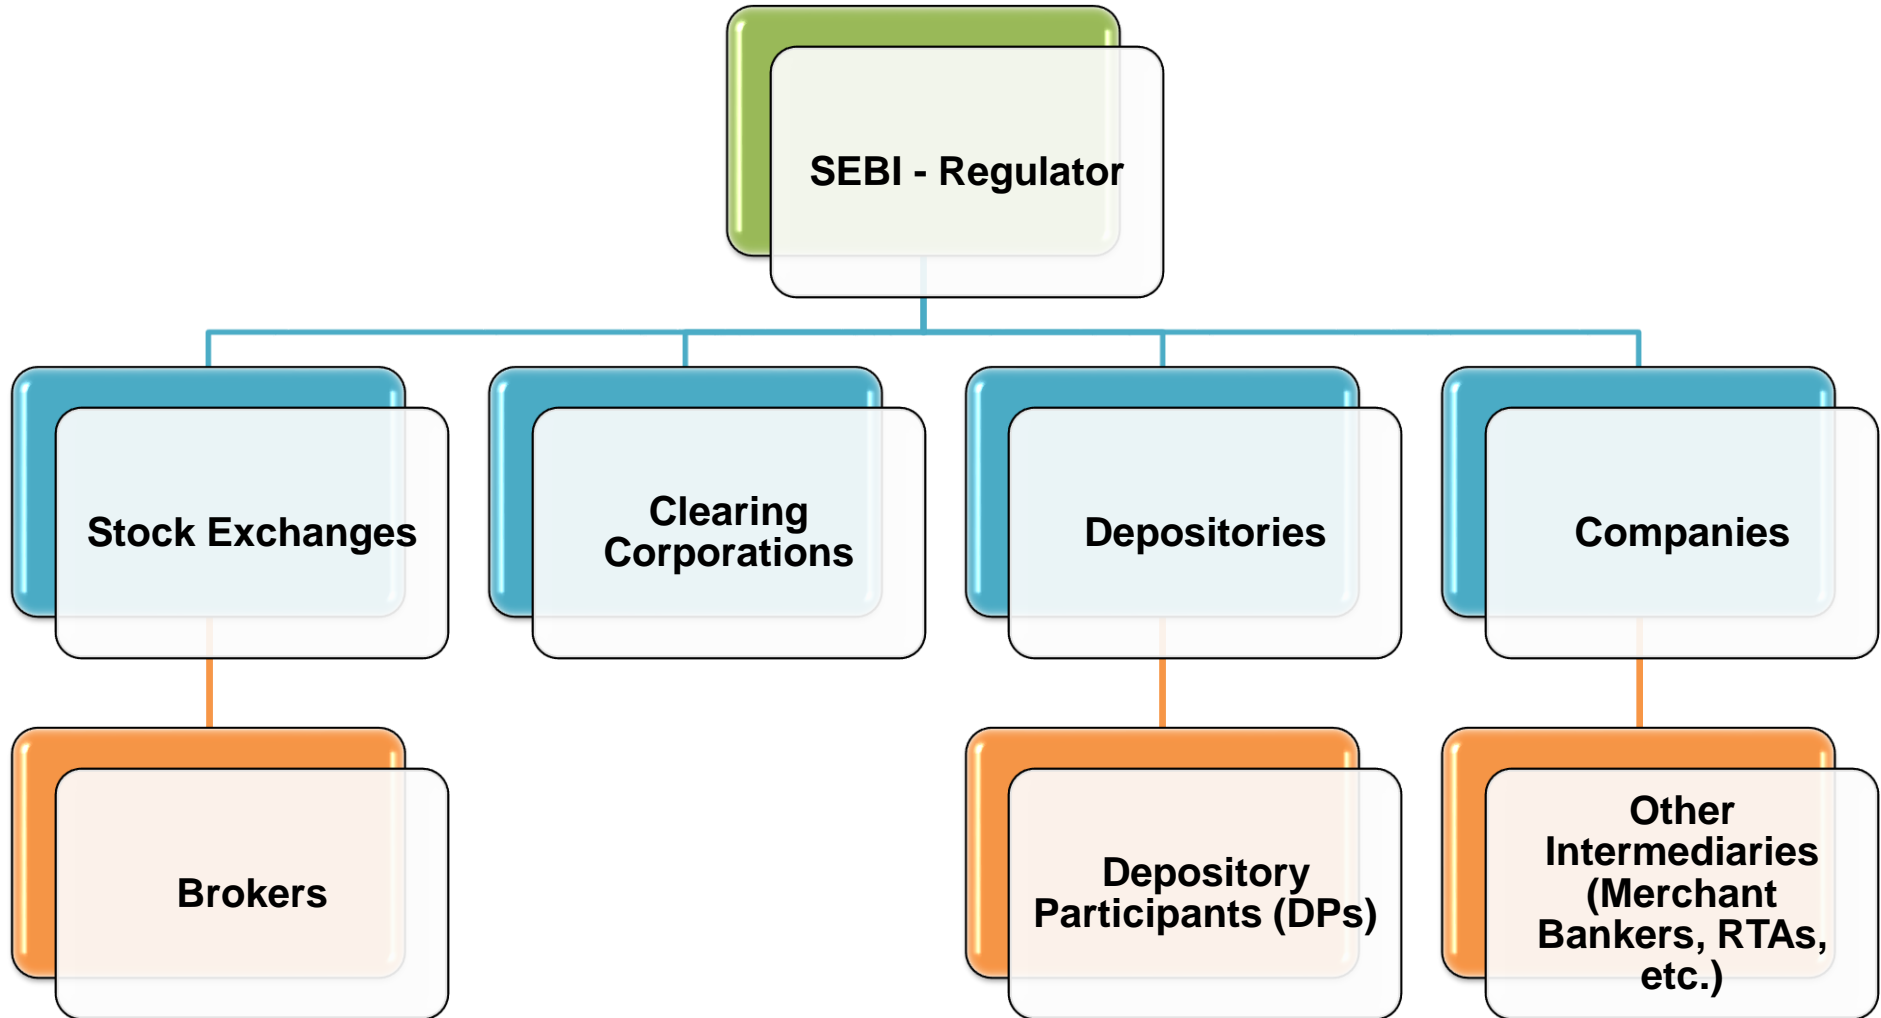 SEBI - Regulator
Stock Exchanges
Clearing
Corporations
Depositories
Companies
Brokers
Depository
Participants (DPs)
Other
Intermediaries
(Merchant
Bankers, RTAs,
etc.)